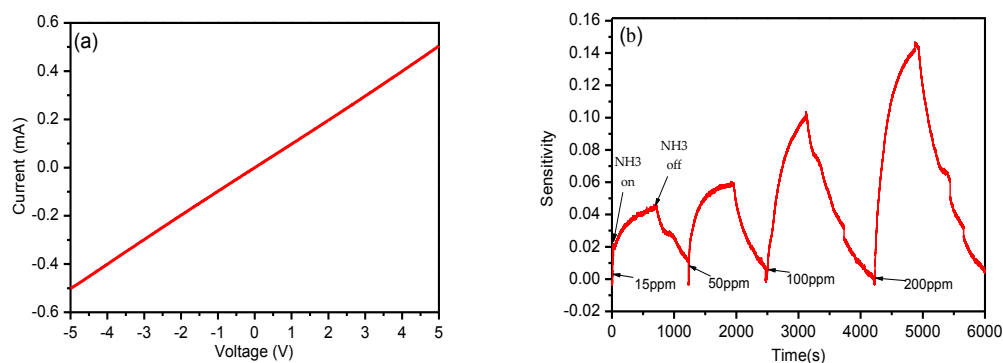 (a)
0.6
0.4
0.2
0.0
-0.2
-0.4
-0.6
-5 -4 -3 -2 -1 0 1 2 3 4 5
Current (mA)
Voltage (V)
(b)
0.16
0.14
0.12
0.10
0.08
0.06
0.04
0.02
0.00
-0.02
0 1000 2000 3000 4000 5000 6000
Sensitivity
Time(s)
NH3
on
NH3
off
15ppm
50ppm
100ppm
200ppm